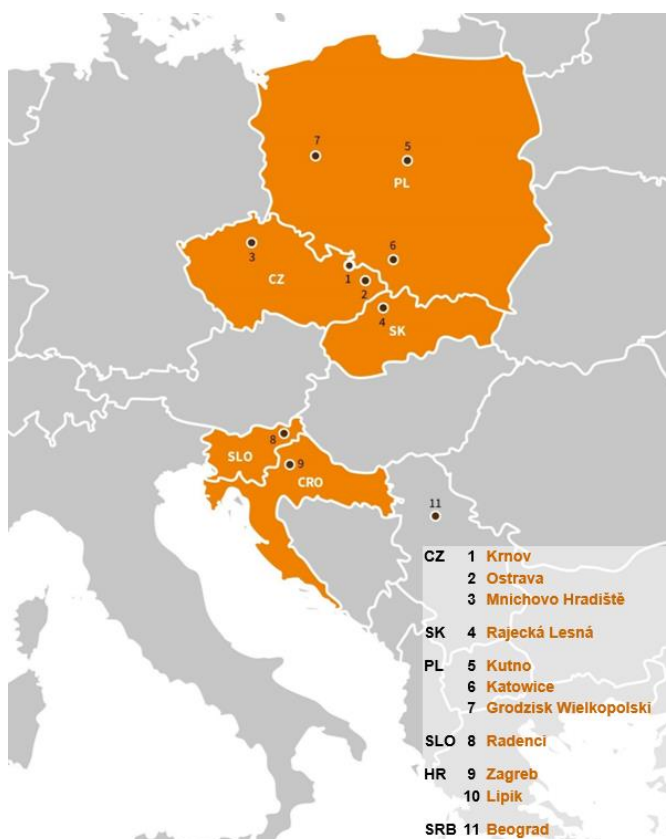 7
5
PL
6
3
1
CZ
2
4
SK
8
SLO
9
CRO
11
CZ 1 Krnov
2 Ostrava
3 Mnichovo Hradiště
SK 4 Rajecká Lesná
PL 5 Kutno
6 Katowice
7 Grodzisk Wielkopolski
SLO 8 Radenci
HR 9 Zagreb
10 Lipik
SRB 11 Beograd